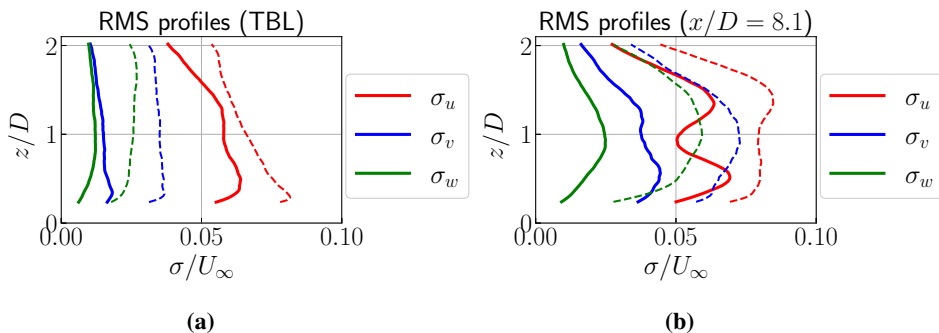 RMS profiles (TBL)
2
1
0
z/D
0.00
0.05
0.10
σ/U∞
σu
σv
σw
(a)
RMS profiles (x/D = 8.1)
2
1
0
z/D
0.00
0.05
0.10
σ/U∞
σu
σv
σw
(b)